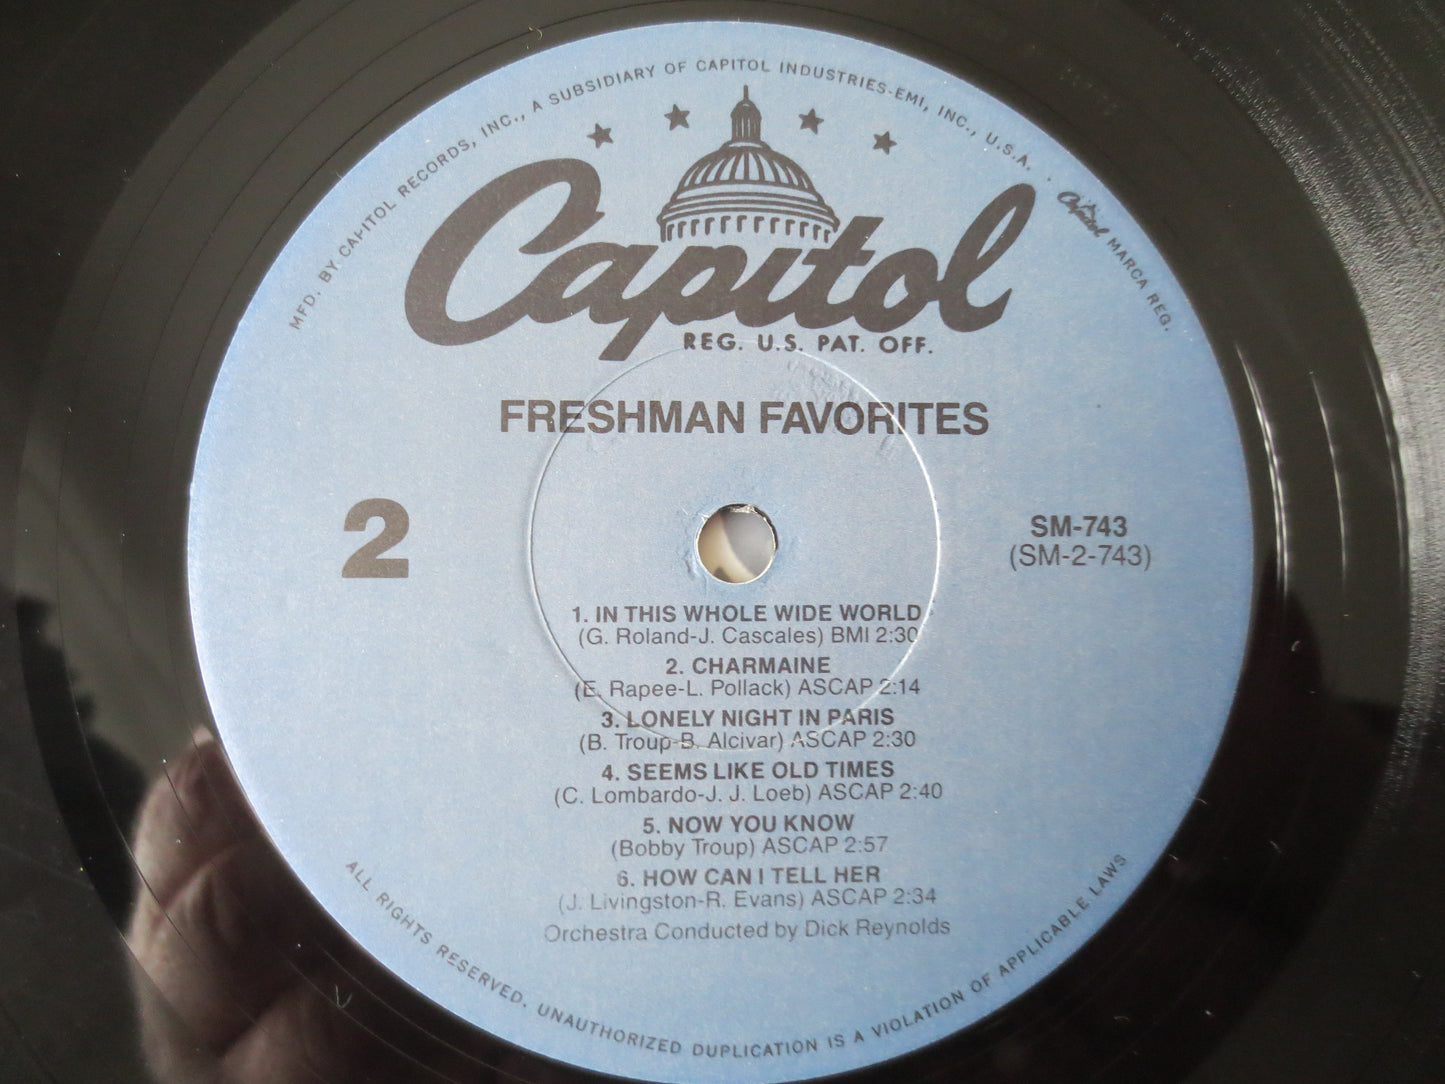 MFD. BY CAPITOL RECORDS, INC., A SUBSIDIARY OF CAPITOL INDUSTRIES-EMI, INC., U.S.A. · Capitol MARCA REG.
Capitol
REG. U.S. PAT. OFF.
FRESHMAN FAVORITES
2
SM-743
(SM-2-743)
1. IN THIS WHOLE WIDE WORLD
(G. Roland-J. Cascales) BMI 2:30
2. CHARMAINE
(E. Rapee-L. Pollack) ASCAP 2:14
3. LONELY NIGHT IN PARIS
(B. Troup-B. Alcivar) ASCAP 2:30
4. SEEMS LIKE OLD TIMES
(C. Lombardo-J. J. Loeb) ASCAP 2:40
5. NOW YOU KNOW
(Bobby Troup) ASCAP 2:57
6. HOW CAN I TELL HER
(J. Livingston-R. Evans) ASCAP 2:34
Orchestra Conducted by Dick Reynolds
ALL RIGHTS RESERVED. UNAUTHORIZED DUPLICATION IS A VIOLATION OF APPLICABLE LAWS